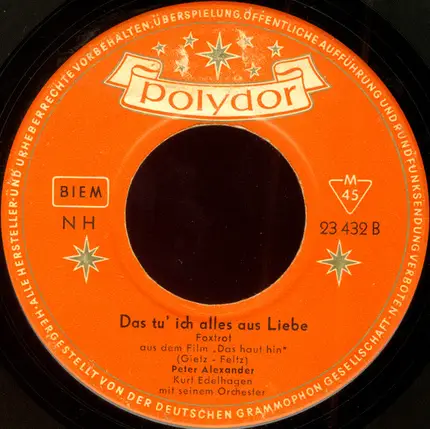 ALLE HERSTELLER- UND URHEBERRECHTE VORBEHALTEN. ÜBERSPIELUNG, ÖFFENTLICHE AUFFÜHRUNG UND RUNDFUNKSENDUNG VERBOTEN.
HERGESTELLT VON DER DEUTSCHEN GRAMMOPHON GESELLSCHAFT.
Polydor
BIEM
NH
M
45
23 432 B
Das tu' ich alles aus Liebe
Foxtrot
aus dem Film „Das haut hin"
(Gietz - Feltz)
Peter Alexander
Kurt Edelhagen
mit seinem Orchester